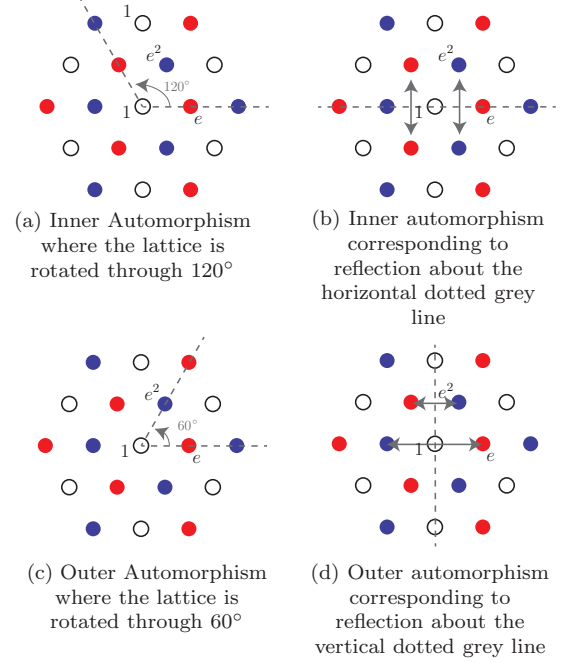 1
e²
120°
1
e
(a) Inner Automorphism
where the lattice is
rotated through 120°
e²
1
e
(b) Inner automorphism
corresponding to
reflection about the
horizontal dotted grey
line
e²
60°
1
e
(c) Outer Automorphism
where the lattice is
rotated through 60°
e²
1
e
(d) Outer automorphism
corresponding to
reflection about the
vertical dotted grey line